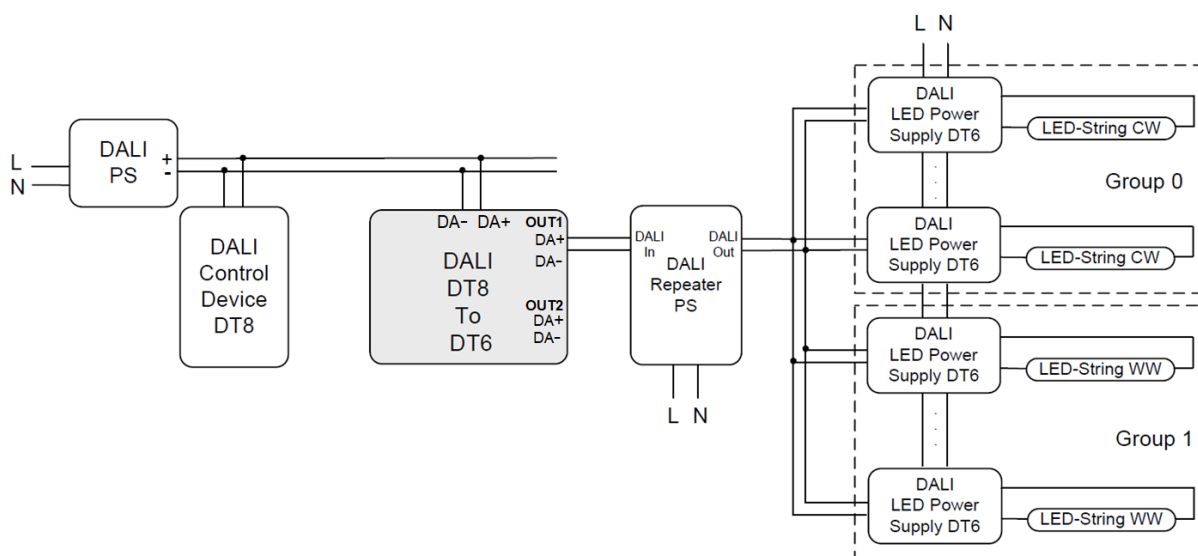 L
N
DALI
PS
+
-
DALI
Control
Device
DT8
DA- DA+ OUT1
DA+
DA-
DALI
DT8
To
DT6
OUT2
DA+
DA-
DALI
In
DALI
Out
DALI
Repeater
PS
L N
L N
DALI
LED Power
Supply DT6
LED-String CW
Group 0
DALI
LED Power
Supply DT6
LED-String CW
DALI
LED Power
Supply DT6
LED-String WW
Group 1
DALI
LED Power
Supply DT6
LED-String WW